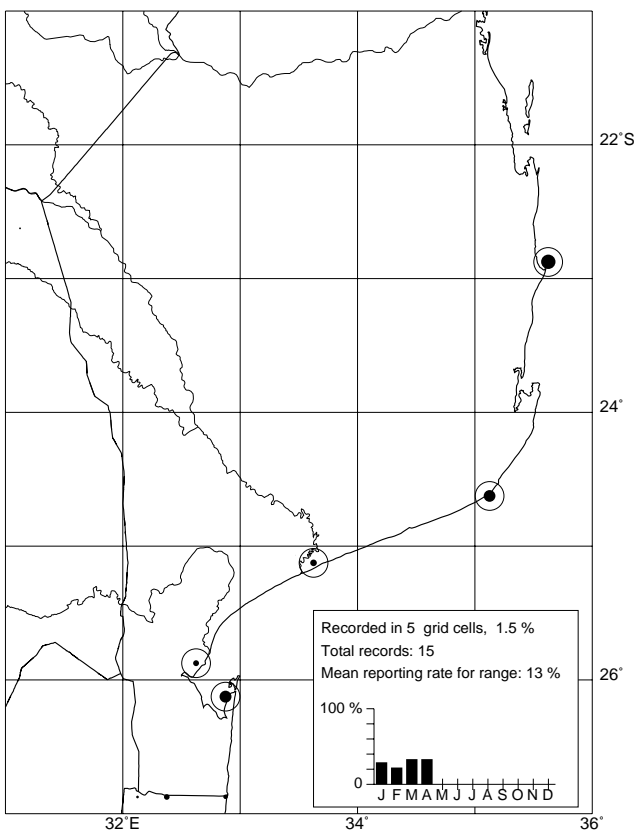 22˚S
24˚
Recorded in 5 grid cells, 1.5 %
Total records: 15
Mean reporting rate for range: 13 %
26˚
100 %
0
J F M A M J J A S O N D
32˚E
34
36˚